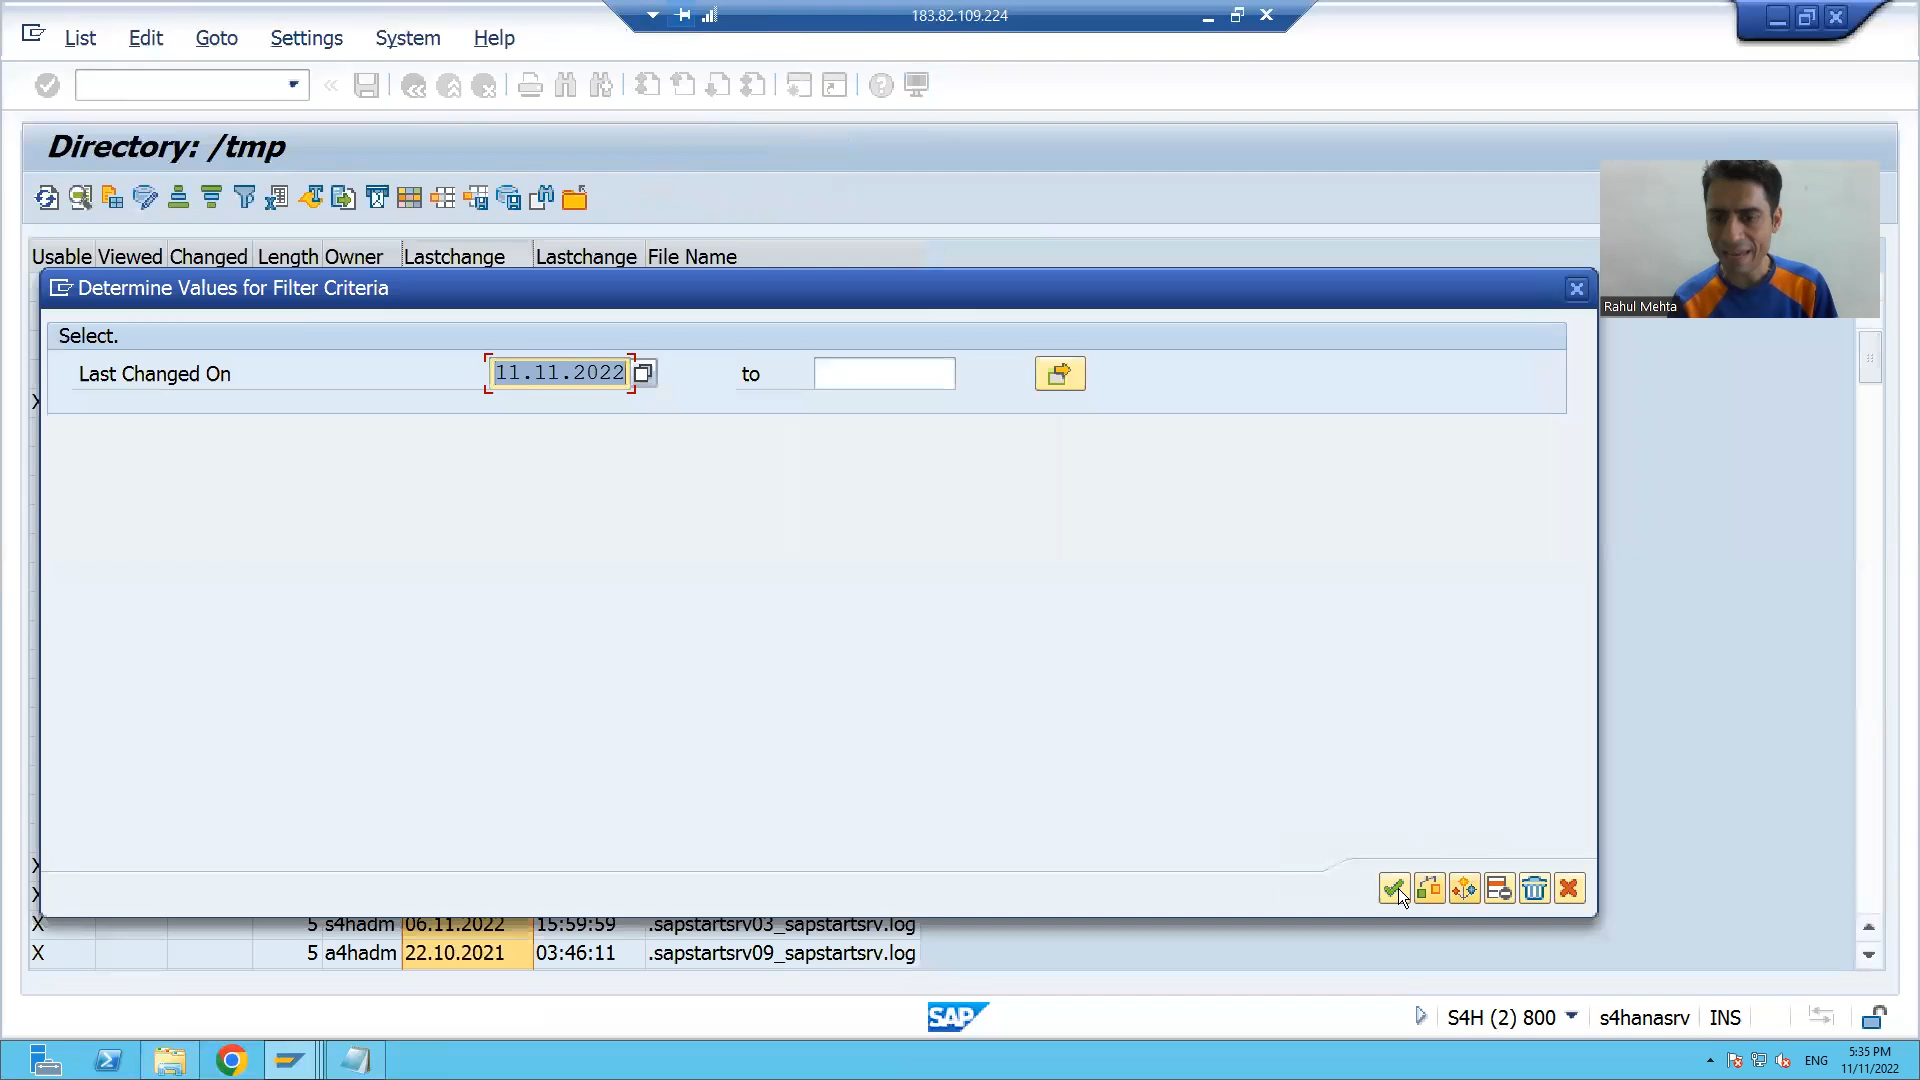 183.82.109.224
List Edit Goto Settings System Help
Directory: /tmp
Usable Viewed Changed Length Owner Lastchange Lastchange File Name
Determine Values for Filter Criteria
Rahul Mehta
Select.
Last Changed On 11.11.2022 to
X
X
X
X 5 s4hadm 06.11.2022 15:59:59 .sapstartsrv03_sapstartsrv.log
X 5 a4hadm 22.10.2021 03:46:11 .sapstartsrv09_sapstartsrv.log
SAP S4H (2) 800 s4hanasrv INS
ENG 5:35 PM
11/11/2022